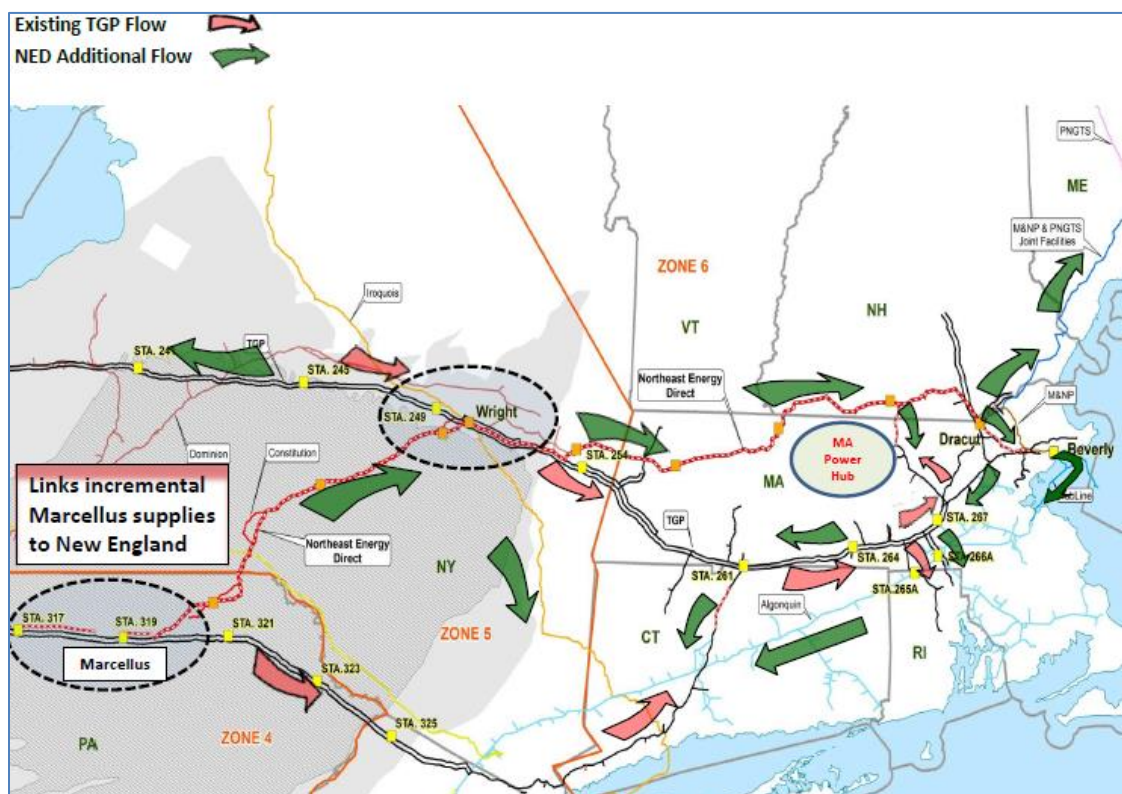 Existing TGP Flow
NED Additional Flow
PNGTS
ME
M&NP & PNGTS
Joint Facilities
ZONE 6
VT
NH
Iroquois
STA. 241
TGP
STA. 245
Northeast Energy
Direct
STA. 249
Wright
M&NP
Dominion
Constitution
STA. 254
MA
Power
Hub
Dracut
Beverly
MA
Links incremental
Marcellus supplies
to New England
Northeast Energy
Direct
NY
TGP
STA. 267
STA. 264
STA. 261
STA.265A
STA. 266A
Algonquin
STA. 317
STA. 319
STA. 321
Marcellus
ZONE 5
CT
RI
STA.323
STA. 325
ZONE 4
PA